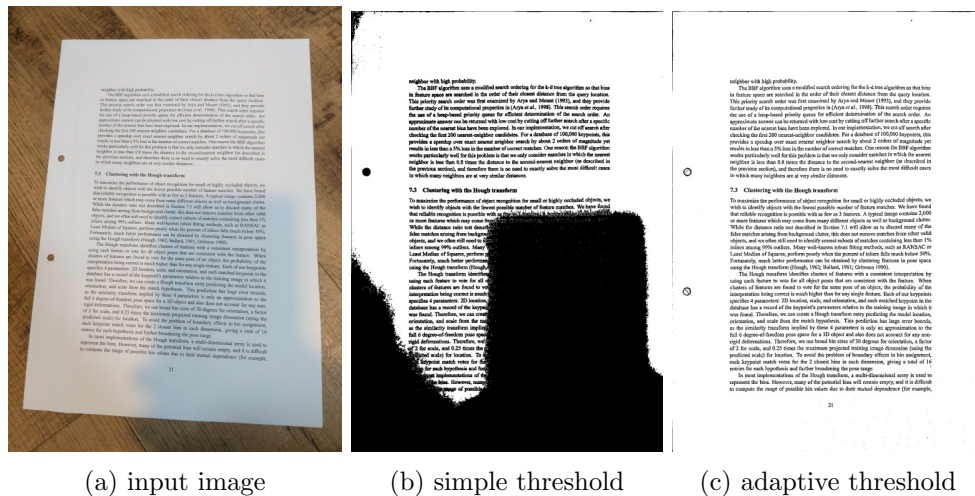 neighbor with high probability.
The BBF algorithm uses a modified search ordering for the k-d tree algorithm so that bins
in feature space are searched in the order of their closest distance from the query location.
This priority search order was first examined by Arya and Mount (1993), and they provide
further study of its computational properties in (Arya et al., 1998). This search order requires
the use of a heap-based priority queue for efficient determination of the search order. An
approximate answer can be returned with low cost by cutting off further search after a specific
number of the nearest bins have been explored. In our implementation, we cut off search after
checking the first 200 nearest-neighbor candidates. For a database of 100,000 keypoints, this
provides a speedup over exact nearest neighbor search by about 2 orders of magnitude yet
results in less than a 5% loss in the number of correct matches. One reason the BBF algorithm
works particularly well for this problem is that we only consider matches in which the nearest
neighbor is less than 0.8 times the distance to the second-nearest neighbor (as described in
the previous section), and therefore there is no need to exactly solve the most difficult cases
in which many neighbors are at very similar distances.
7.3 Clustering with the Hough transform
To maximize the performance of object recognition for small or highly occluded objects, we
wish to identify objects with the fewest possible number of feature matches. We have found
that reliable recognition is possible with as few as 3 features. A typical image contains 2,000
or more features which may come from many different objects as well as background clutter.
While the distance ratio test described in Section 7.1 will allow us to discard many of the
false matches arising from background clutter, this does not remove matches from other valid
objects, and we often still need to identify correct subsets of matches containing less than 1%
inliers among 99% outliers. Many well-known robust fitting methods, such as RANSAC or
Least Median of Squares, perform poorly when the percent of inliers falls much below 50%.
Fortunately, much better performance can be obtained by clustering features in pose space
using the Hough transform (Hough, 1962; Ballard, 1981; Grimson 1990).
The Hough transform identifies clusters of features with a consistent interpretation by
using each feature to vote for all object poses that are consistent with the feature. When
clusters of features are found to vote for the same pose of an object, the probability of the
interpretation being correct is much higher than for any single feature. Each of our keypoints
specifies 4 parameters: 2D location, scale, and orientation, and each matched keypoint in the
database has a record of the keypoint's parameters relative to the training image in which it
was found. Therefore, we can create a Hough transform entry predicting the model location,
orientation, and scale from the match hypothesis. This prediction has large error bounds,
as the similarity transform implied by these 4 parameters is only an approximation to the
full 6 degree-of-freedom pose space for a 3D object and also does not account for any non-
rigid deformations. Therefore, we use broad bin sizes of 30 degrees for orientation, a factor
of 2 for scale, and 0.25 times the maximum projected training image dimension (using the
predicted scale) for location. To avoid the problem of boundary effects in bin assignment,
each keypoint match votes for the 2 closest bins in each dimension, giving a total of 16
entries for each hypothesis and further broadening the pose range.
In most implementations of the Hough transform, a multi-dimensional array is used to
represent the bins. However, many of the potential bins will remain empty, and it is difficult
to compute the range of possible bin values due to their mutual dependency (for example,
21
(a) input image
(b) simple threshold
(c) adaptive threshold